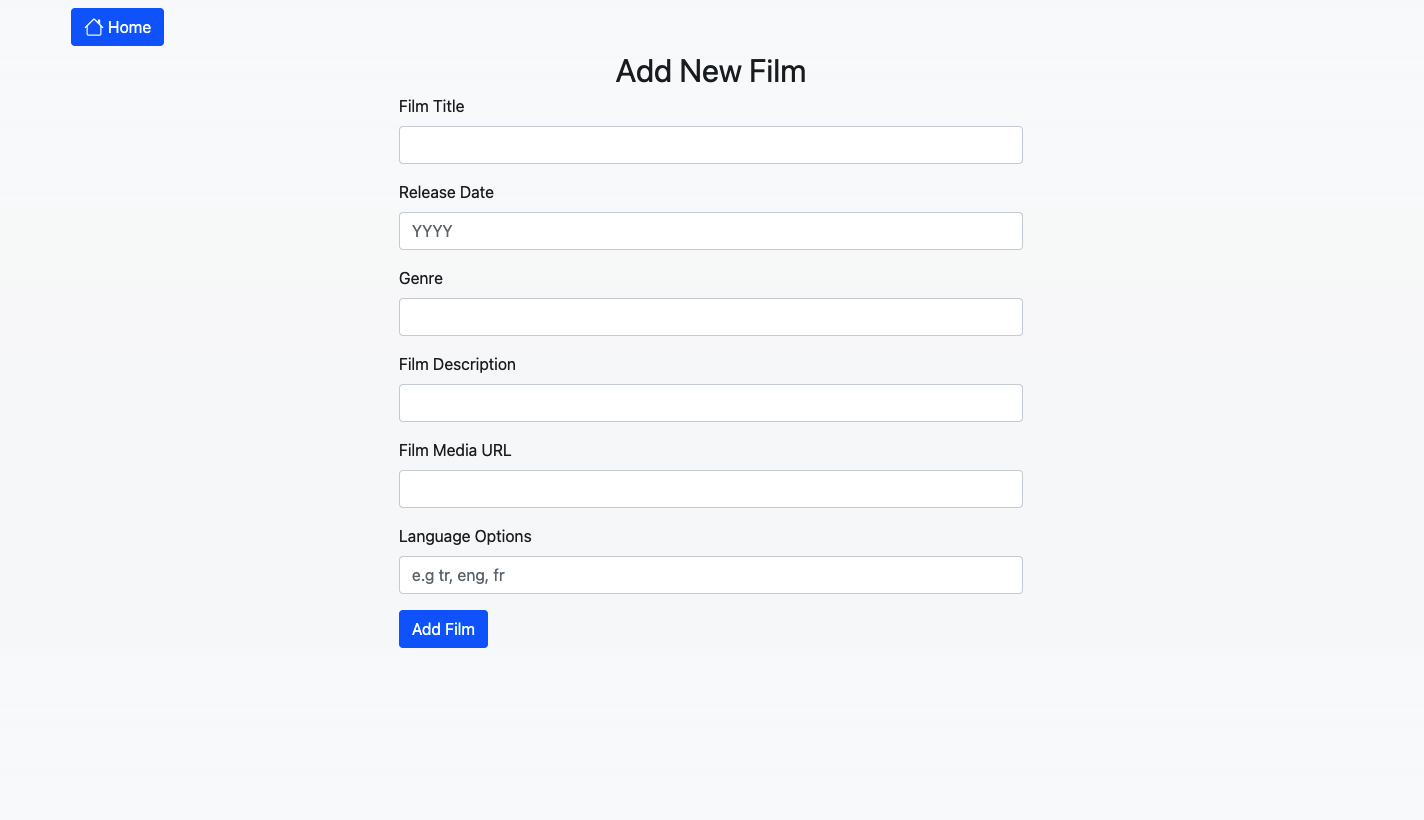 Home
Add New Film
Film Title
Release Date
YYYY
Genre
Film Description
Film Media URL
Language Options
e.g tr, eng, fr
Add Film